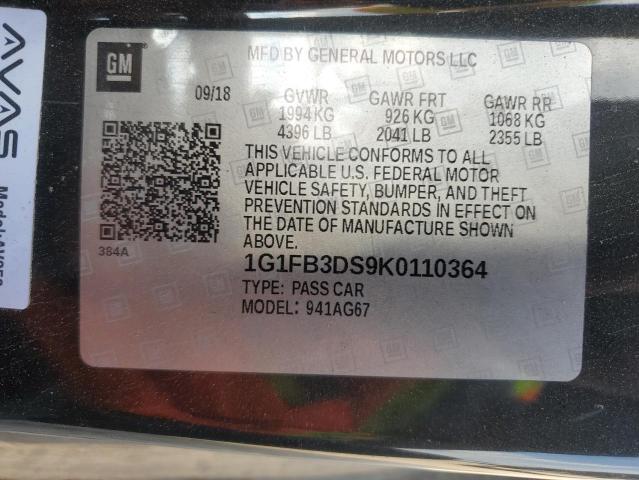 GM
MFD BY GENERAL MOTORS LLC
09/18 GVWR GAWR FRT GAWR RR
1994 KG 926 KG 1068 KG
4396 LB 2041 LB 2355 LB
THIS VEHICLE CONFORMS TO ALL
APPLICABLE U.S. FEDERAL MOTOR
VEHICLE SAFETY, BUMPER, AND THEFT
PREVENTION STANDARDS IN EFFECT ON
THE DATE OF MANUFACTURE SHOWN
ABOVE.
384A
1G1FB3DS9K0110364
TYPE: PASS CAR
MODEL: 941AG67
AVAS